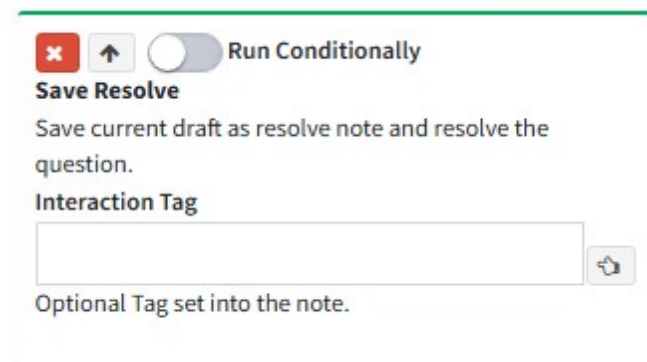 Run Conditionally
Save Resolve
Save current draft as resolve note and resolve the
question.
Interaction Tag
Optional Tag set into the note.